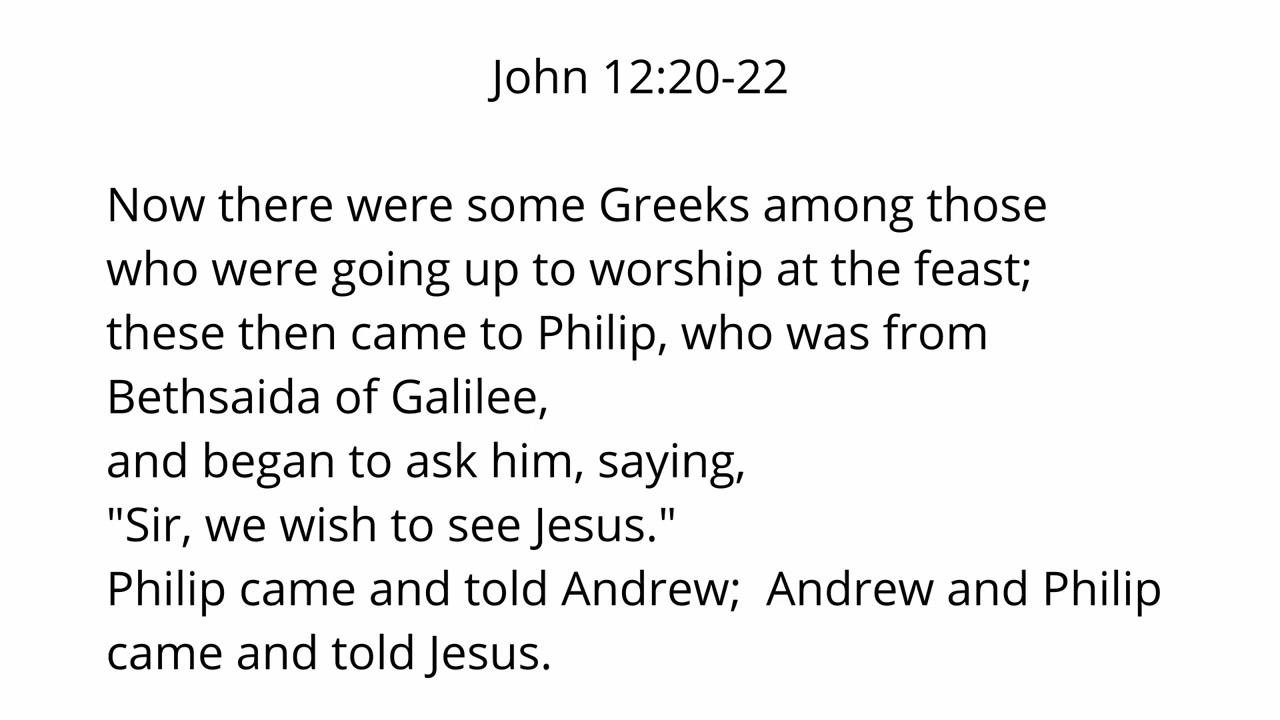 John 12:20-22
Now there were some Greeks among those
who were going up to worship at the feast;
these then came to Philip, who was from
Bethsaida of Galilee,
and began to ask him, saying,
"Sir, we wish to see Jesus."
Philip came and told Andrew;  Andrew and Philip
came and told Jesus.